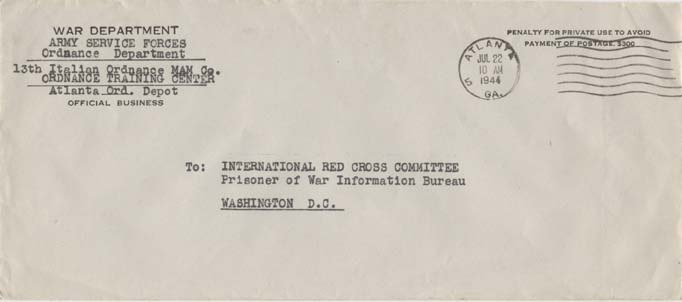 WAR DEPARTMENT
ARMY SERVICE FORCES
Ordnance Department
13th Italian Ordnance MAM Co.
ORDNANCE TRAINING CENTER
Atlanta Ord. Depot
OFFICIAL BUSINESS
ATLANTA
JUL 22
10 AM
1944
5
GA.
PENALTY FOR PRIVATE USE TO AVOID
PAYMENT OF POSTAGE, $300
To: INTERNATIONAL RED CROSS COMMITTEE
Prisoner of War Information Bureau
WASHINGTON D.C.